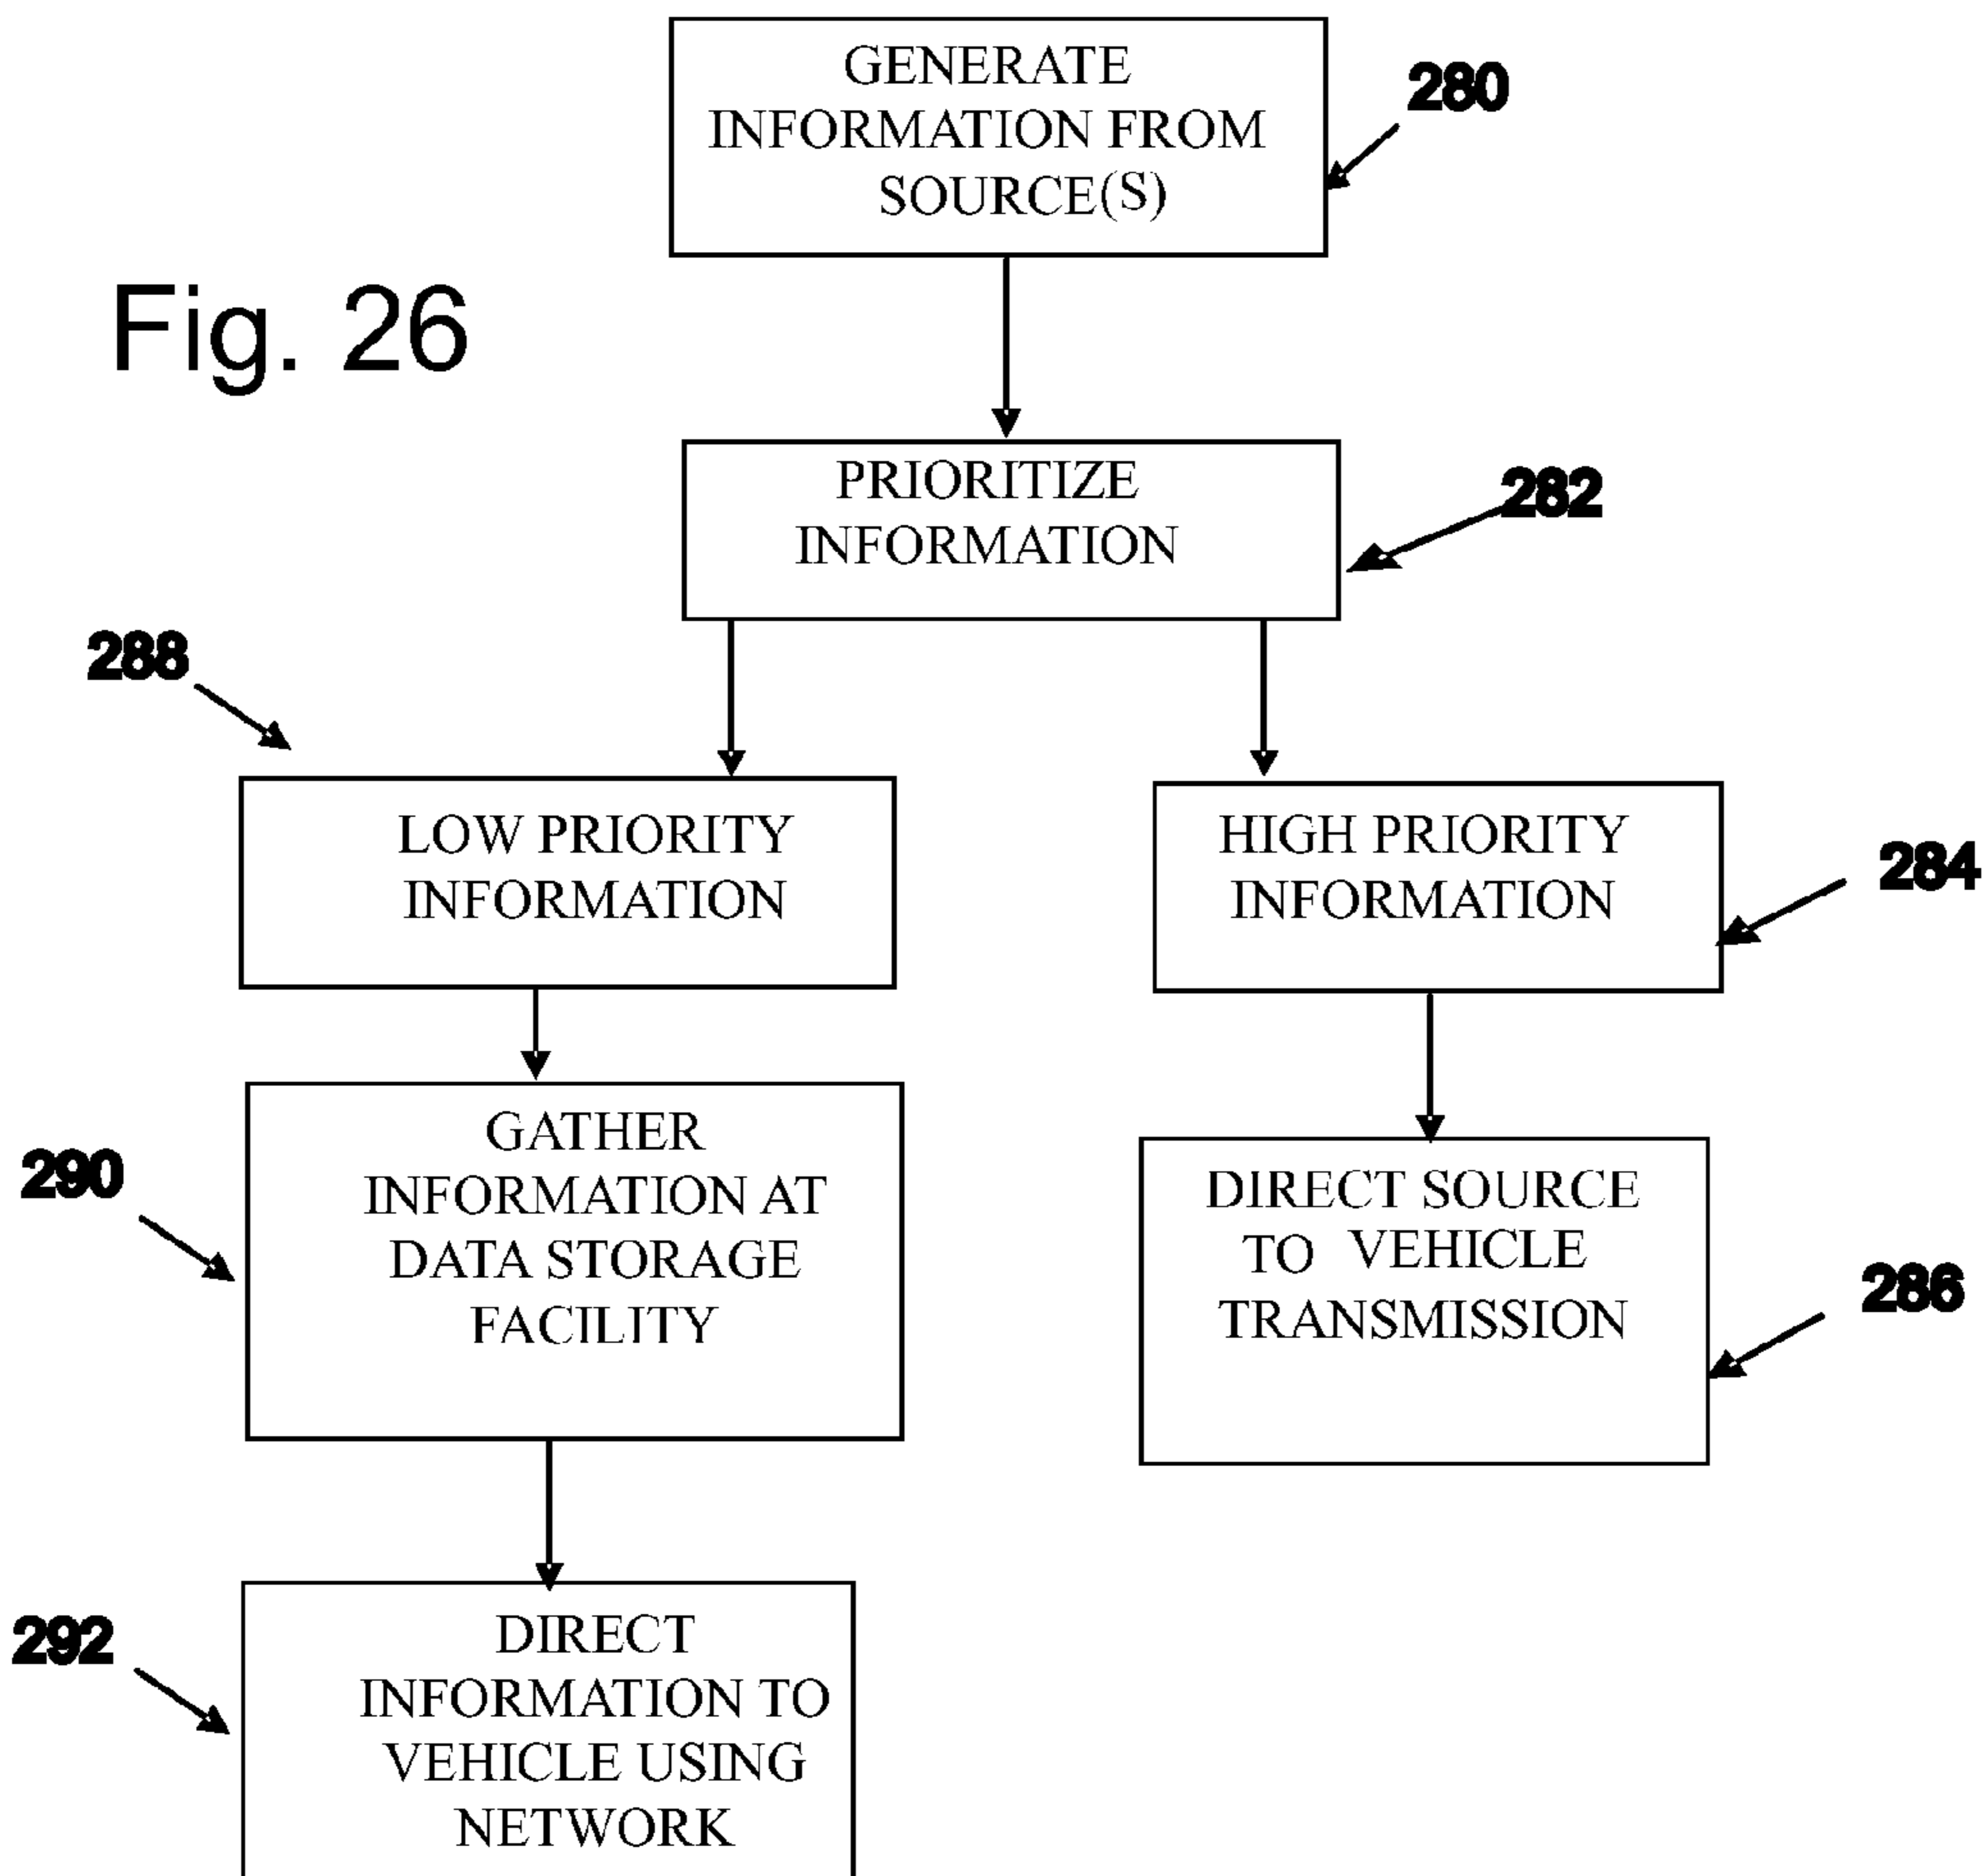 GENERATE
INFORMATION FROM
SOURCE(S)
280
Fig. 26
PRIORITIZE
INFORMATION
282
288
LOW PRIORITY
INFORMATION
HIGH PRIORITY
INFORMATION
284
GATHER
INFORMATION AT
DATA STORAGE
FACILITY
290
DIRECT SOURCE
TO VEHICLE
TRANSMISSION
286
292
DIRECT
INFORMATION TO
VEHICLE USING
NETWORK